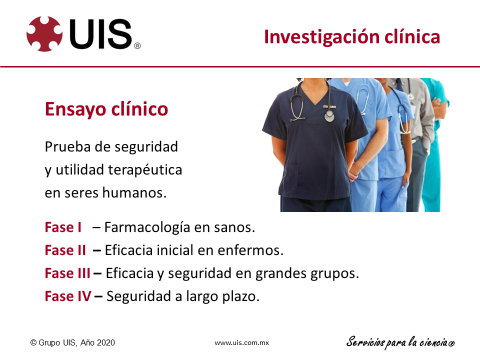 UIS®
Investigación clínica
Ensayo clínico
Prueba de seguridad
y utilidad terapéutica
en seres humanos.
Fase I – Farmacología en sanos.
Fase II – Eficacia inicial en enfermos.
Fase III – Eficacia y seguridad en grandes grupos.
Fase IV – Seguridad a largo plazo.
© Grupo UIS, Año 2020
www.uis.com.mx
Servicios para la ciencia®